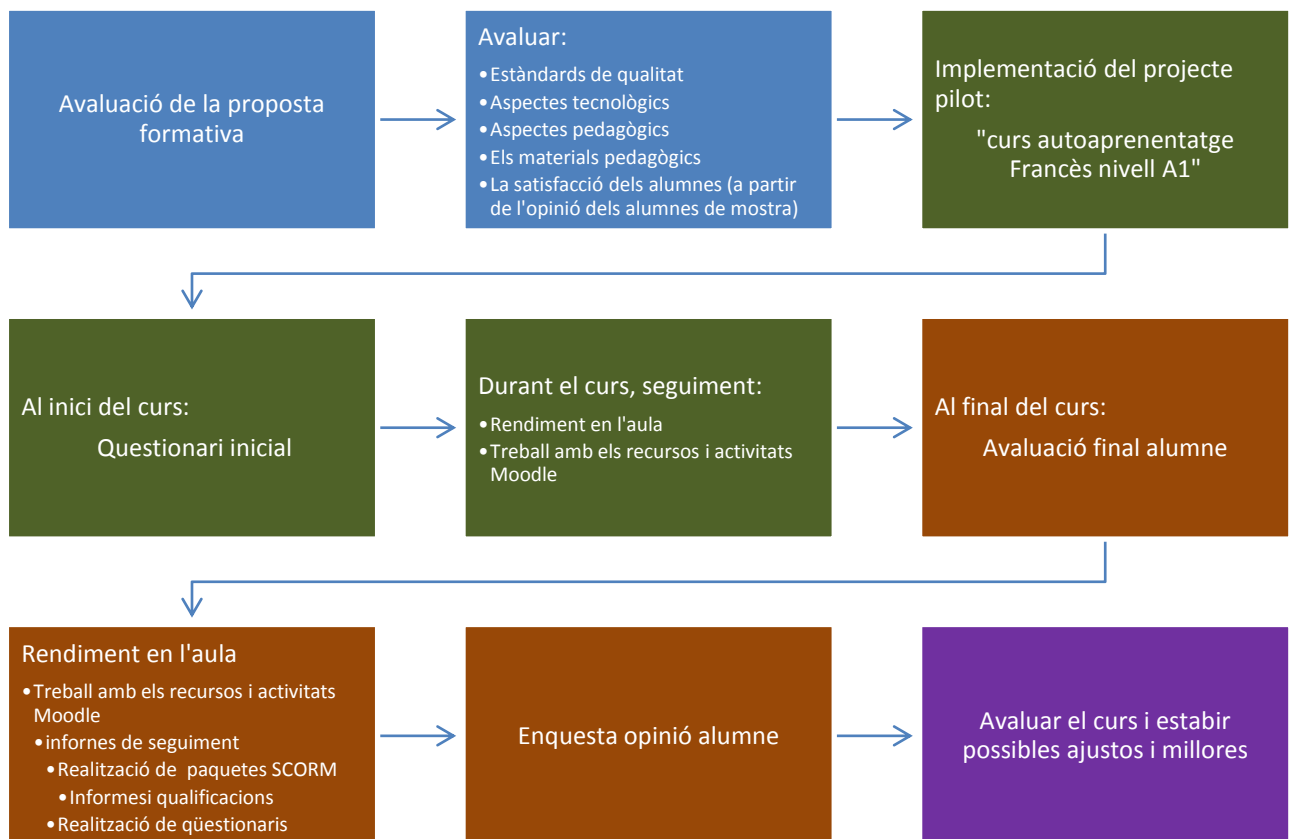 Avaluació de la proposta
formativa
Avaluar:
•Estàndards de qualitat
•Aspectes tecnològics
•Aspectes pedagògics
•Els materials pedagògics
•La satisfacció dels alumnes (a partir
de l'opinió dels alumnes de mostra)
Implementació del projecte
pilot:
"curs autoaprenentatge
Francès nivell A1"
Al inici del curs:
Questionari inicial
Durant el curs, seguiment:
•Rendiment en l'aula
•Treball amb els recursos i activitats
Moodle
Al final del curs:
Avaluació final alumne
Rendiment en l'aula
•Treball amb els recursos i activitats
Moodle
•infornes de seguiment
•Realització de paquetes SCORM
•Informesi qualificacions
•Realització de qüestionaris
Enquesta opinió alumne
Avaluar el curs i estabir
possibles ajustos i millores